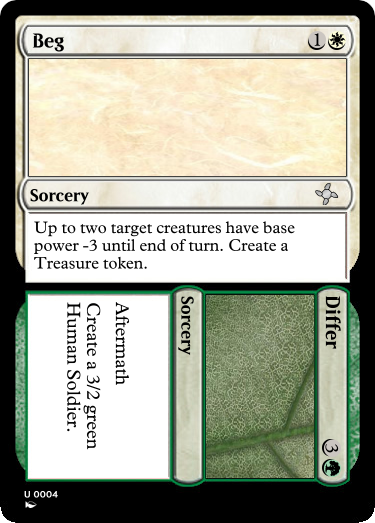 Beg 1
Sorcery
Up to two target creatures have base
power -3 until end of turn. Create a
Treasure token.
Differ 3
Sorcery
Aftermath
Create a 3/2 green
Human Soldier.
U 0004